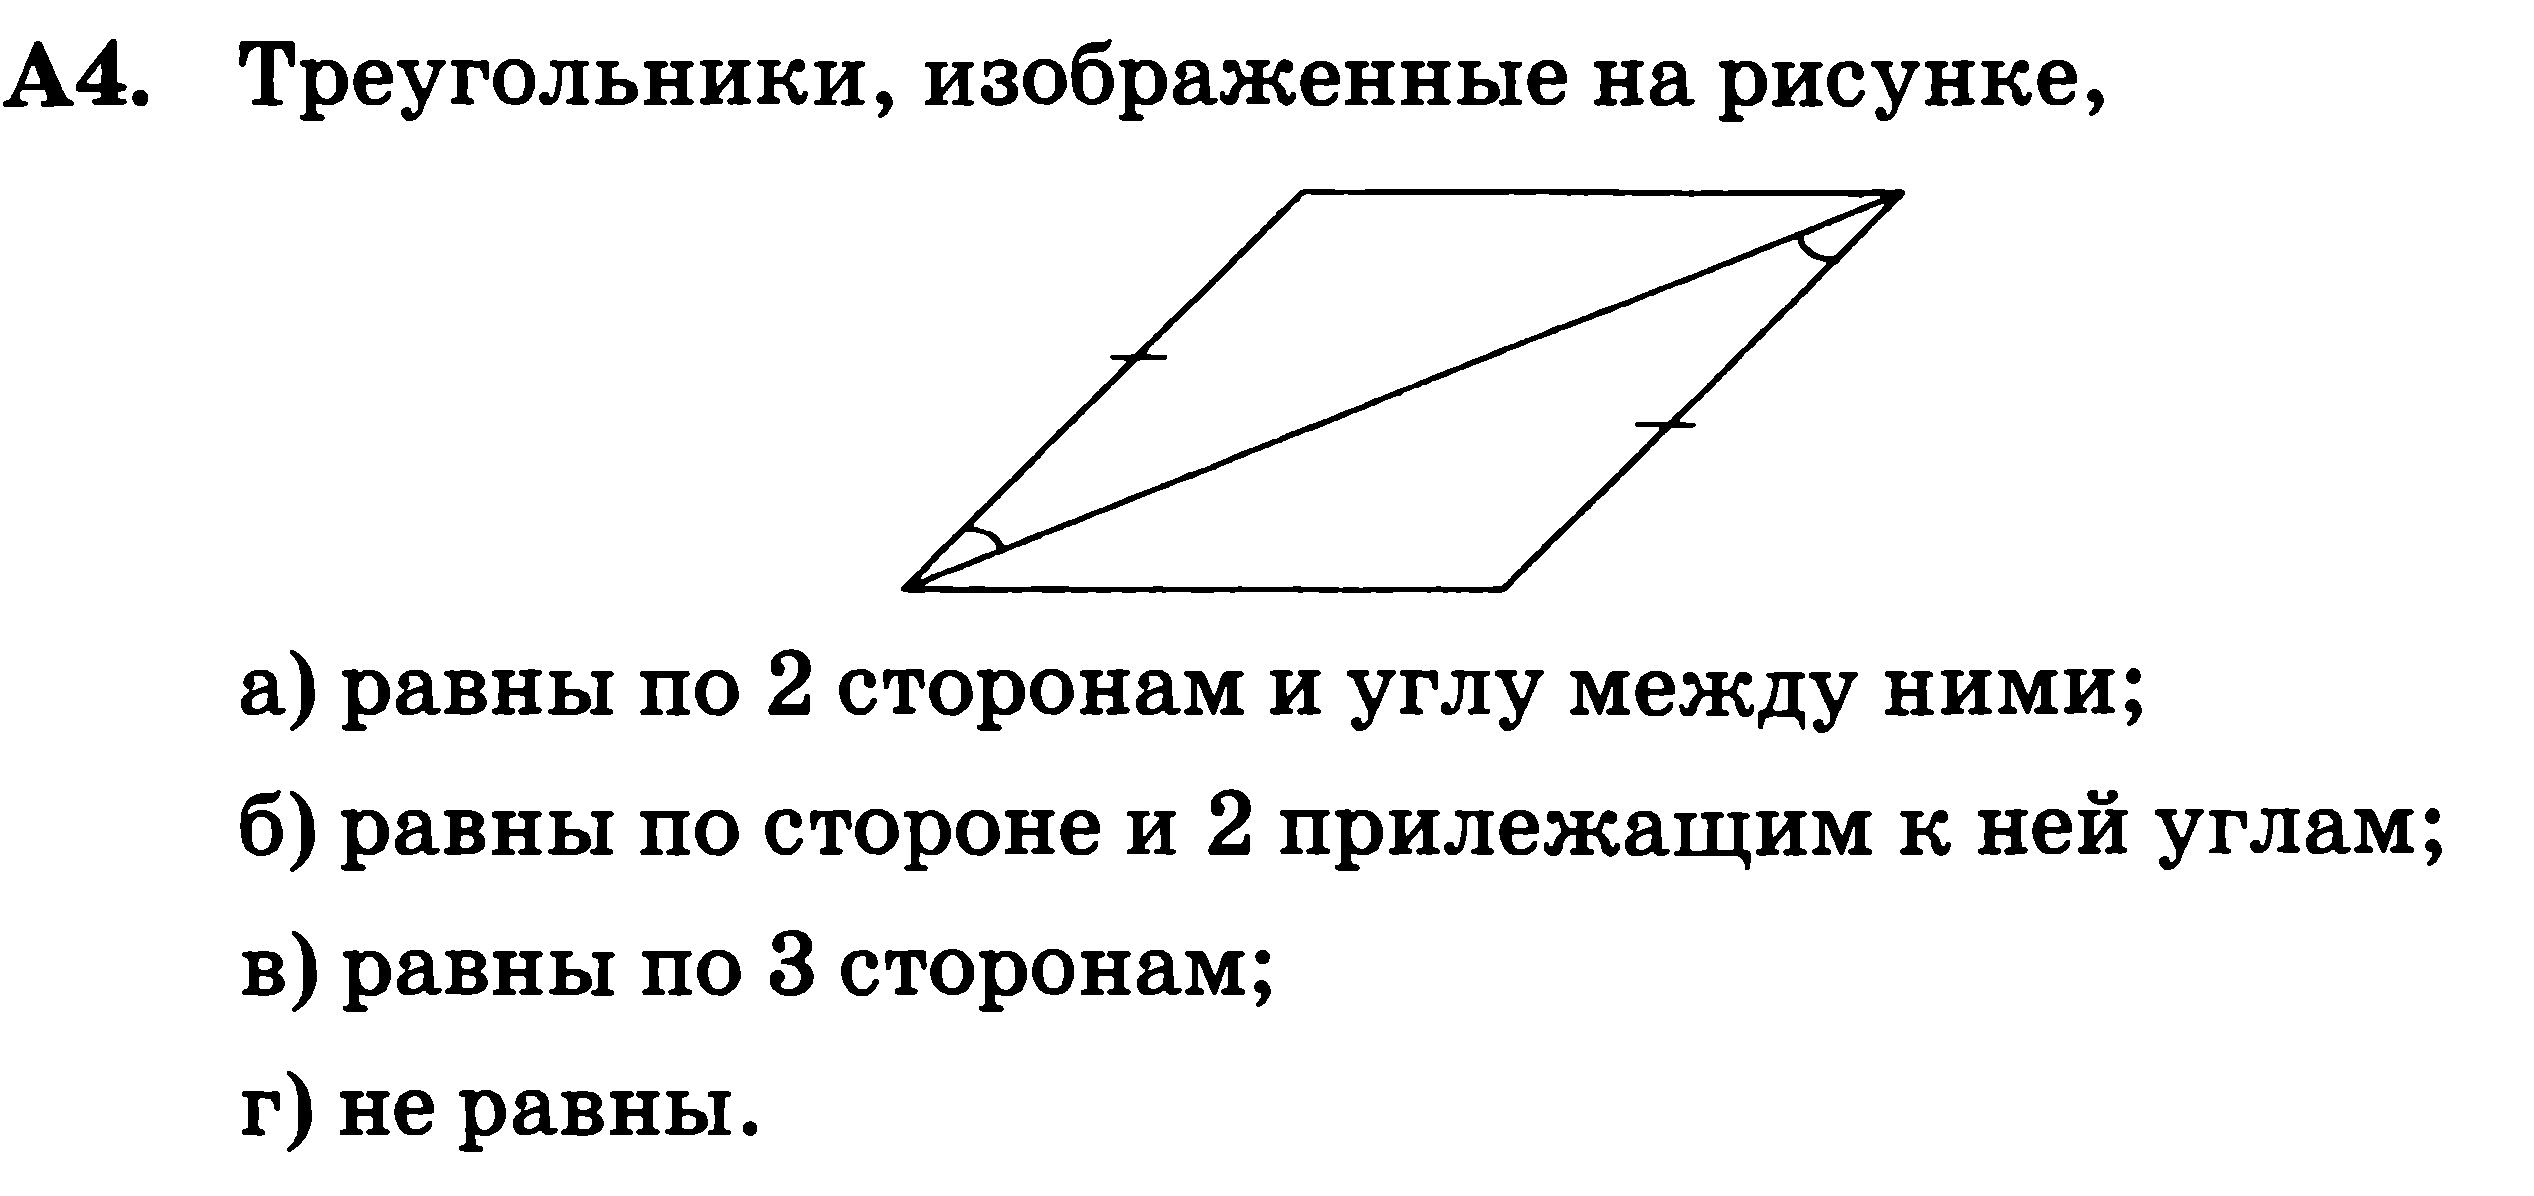 А4. Треугольники, изображенные на рисунке,
а) равны по 2 сторонам и углу между ними;
б) равны по стороне и 2 прилежащим к ней углам;
в) равны по 3 сторонам;
г) не равны.